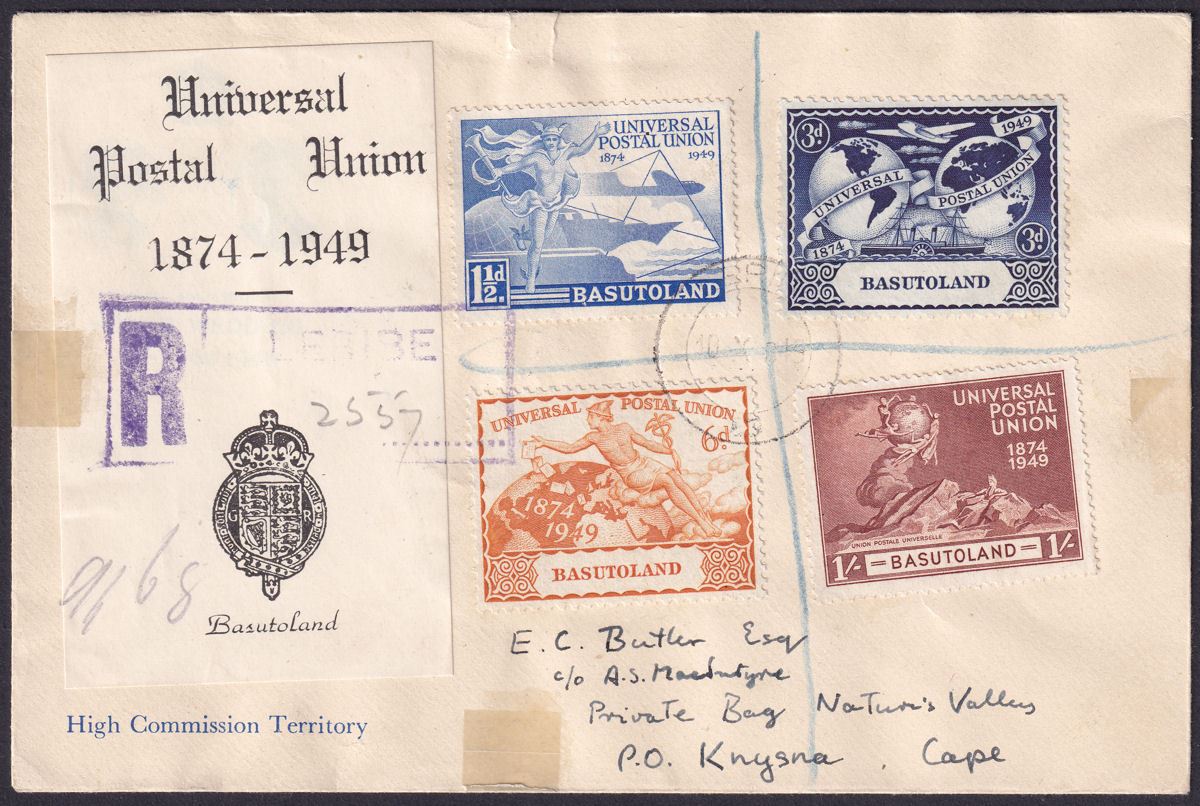 Universal
Postal Union
1874 - 1949
R LERIBE
2557
Basutoland
High Commission Territory
UNIVERSAL
POSTAL UNION
1874 1949
1½d.
BASUTOLAND
3d
1949
UNIVERSAL POSTAL UNION
1874
3d
BASUTOLAND
UNIVERSAL POSTAL UNION
6d
1874
1949
BASUTOLAND
UNIVERSAL
POSTAL
UNION
1874
1949
UNION POSTALE UNIVERSELLE
1/- BASUTOLAND 1/-
E. C. Butler Esq
c/o A.S. Macintyre
Private Bag Nature's Valley
P.O. Knysna, Cape